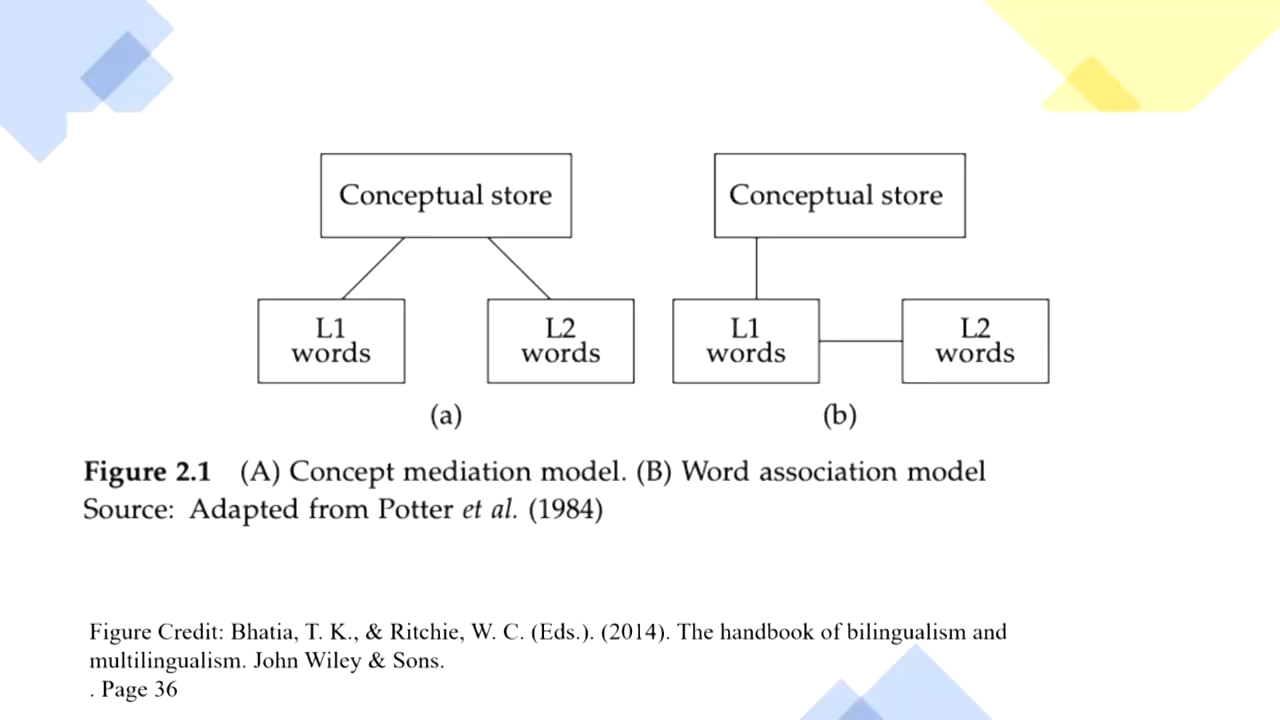 Conceptual store
L1
words
L2
words
(a)
Conceptual store
L1
words
L2
words
(b)
Figure 2.1 (A) Concept mediation model. (B) Word association model
Source: Adapted from Potter et al. (1984)
Figure Credit: Bhatia, T. K., & Ritchie, W. C. (Eds.). (2014). The handbook of bilingualism and
multilingualism. John Wiley & Sons.
. Page 36